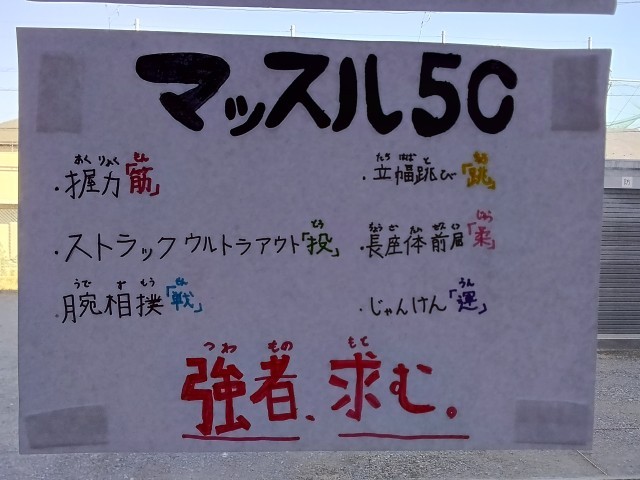 マッスル5C
・握力「筋」
・立幅跳び「跳」
・ストラックウルトラアウト「投」
・長座体前屈「柔」
・腕相撲「戦」
・じゃんけん「運」
強者、求む。